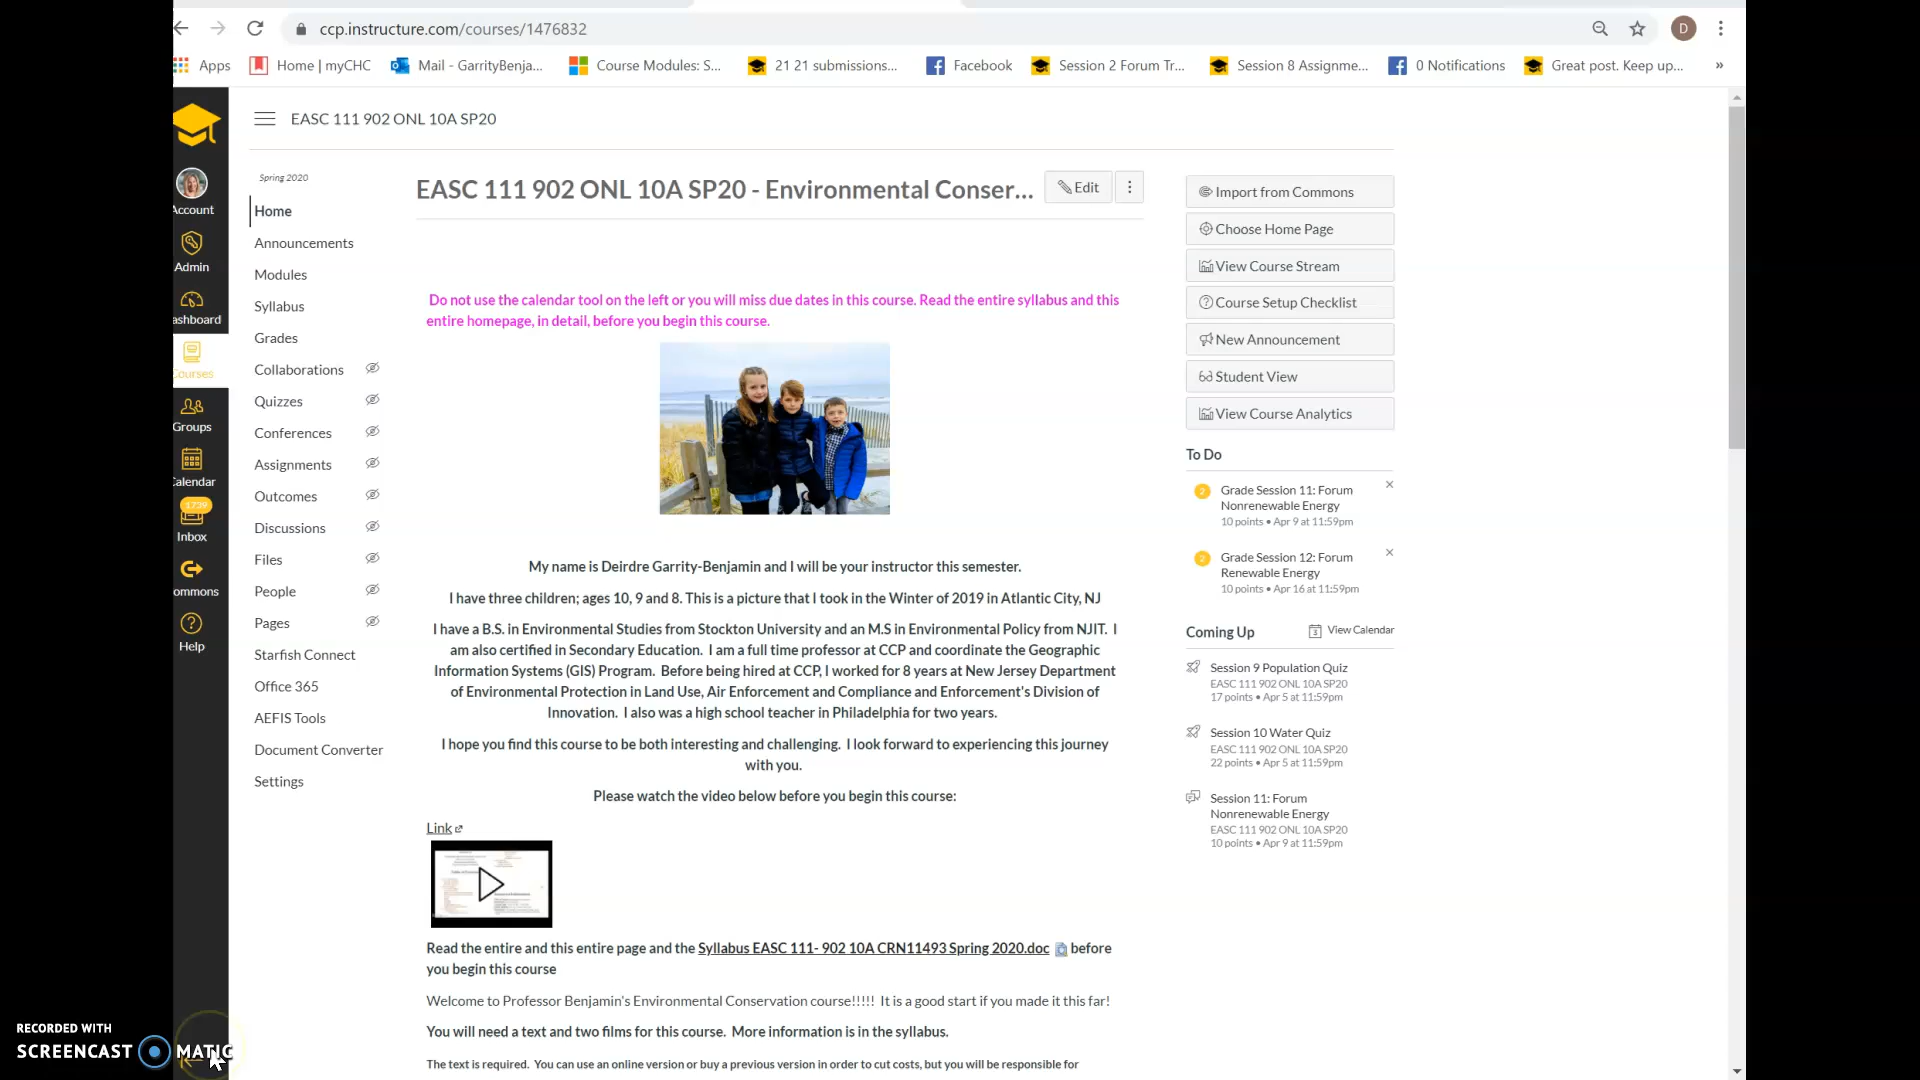 ccp.instructure.com/courses/1476832
D
Apps
Home | myCHC
Mail - GarrityBenja...
Course Modules: S...
21 21 submissions...
Facebook
Session 2 Forum Tr...
Session 8 Assignme...
0 Notifications
Great post. Keep up...
»
EASC 111 902 ONL 10A SP20
Account
Admin
ashboard
Courses
Groups
Calendar
1739
Inbox
ommons
Help
Spring 2020
Home
Announcements
Modules
Syllabus
Grades
Collaborations
Quizzes
Conferences
Assignments
Outcomes
Discussions
Files
People
Pages
Starfish Connect
Office 365
AEFIS Tools
Document Converter
Settings
EASC 111 902 ONL 10A SP20 - Environmental Conser...
Edit
Do not use the calendar tool on the left or you will miss due dates in this course. Read the entire syllabus and this
entire homepage, in detail, before you begin this course.
My name is Deirdre Garrity-Benjamin and I will be your instructor this semester.
I have three children; ages 10, 9 and 8. This is a picture that I took in the Winter of 2019 in Atlantic City, NJ
I have a B.S. in Environmental Studies from Stockton University and an M.S in Environmental Policy from NJIT. I
am also certified in Secondary Education. I am a full time professor at CCP and coordinate the Geographic
Information Systems (GIS) Program. Before being hired at CCP, I worked for 8 years at New Jersey Department
of Environmental Protection in Land Use, Air Enforcement and Compliance and Enforcement's Division of
Innovation. I also was a high school teacher in Philadelphia for two years.
I hope you find this course to be both interesting and challenging. I look forward to experiencing this journey
with you.
Please watch the video below before you begin this course:
Link
Read the entire and this entire page and the Syllabus EASC 111- 902 10A CRN11493 Spring 2020.doc before
you begin this course
Welcome to Professor Benjamin's Environmental Conservation course!!!!! It is a good start if you made it this far!
You will need a text and two films for this course. More information is in the syllabus.
The text is required. You can use an online version or buy a previous version in order to cut costs, but you will be responsible for
Import from Commons
Choose Home Page
View Course Stream
Course Setup Checklist
New Announcement
Student View
View Course Analytics
To Do
2
Grade Session 11: Forum
Nonrenewable Energy
10 points • Apr 9 at 11:59pm
2
Grade Session 12: Forum
Renewable Energy
10 points • Apr 16 at 11:59pm
Coming Up
View Calendar
Session 9 Population Quiz
EASC 111 902 ONL 10A SP20
17 points • Apr 5 at 11:59pm
Session 10 Water Quiz
EASC 111 902 ONL 10A SP20
22 points • Apr 5 at 11:59pm
Session 11: Forum
Nonrenewable Energy
EASC 111 902 ONL 10A SP20
10 points • Apr 9 at 11:59pm
RECORDED WITH
SCREENCAST MATIC